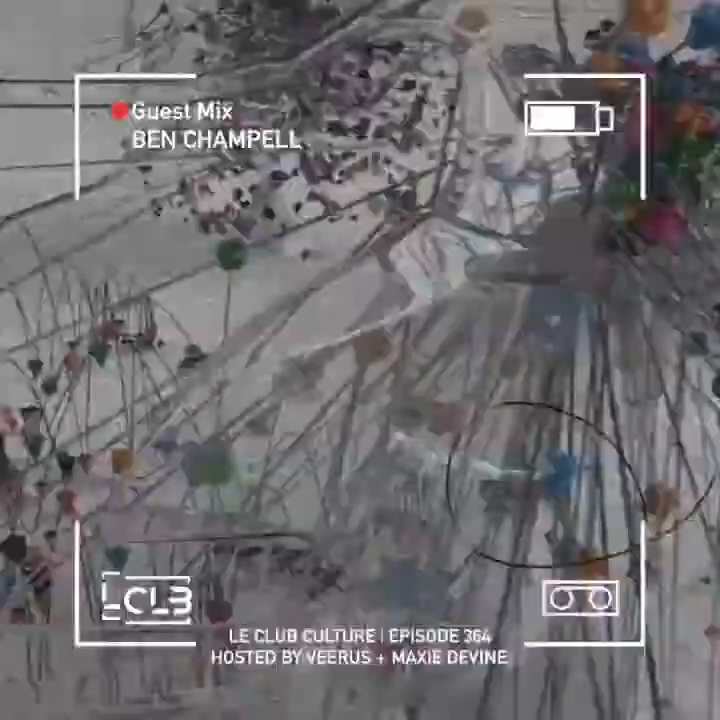 Guest Mix
BEN CHAMPELL
LCLB
LE CLUB CULTURE | EPISODE 364
HOSTED BY VEERUS + MAXIE DEVINE